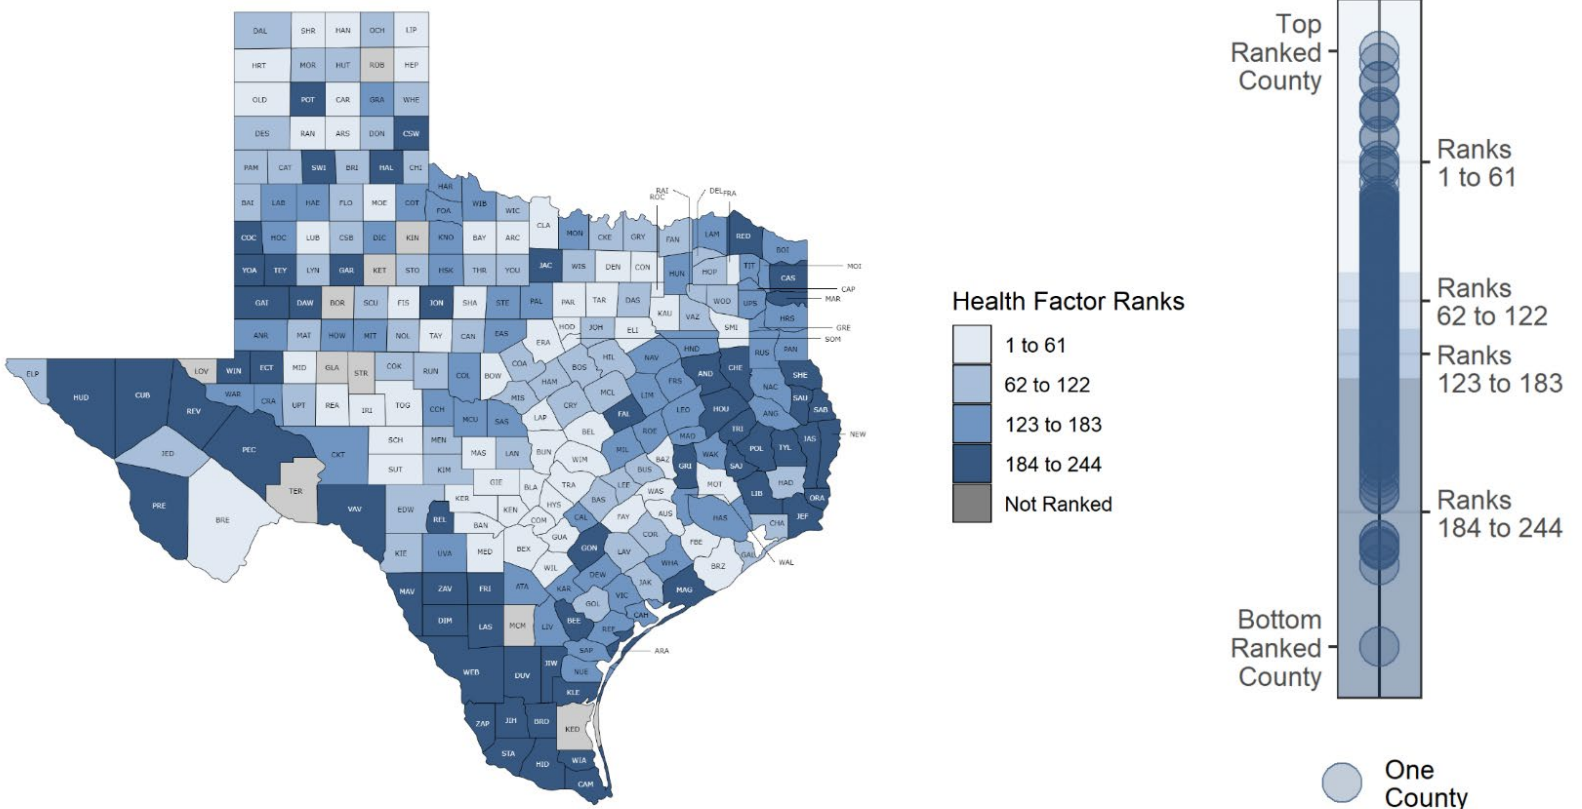 DAL SHR HAN OCH LIP
HRT MOR HUT ROB HEP
OLD POT CAR GRA WHE
DES RAN ARS DON CSW
PAM CAT SWI BRI HAL CHI
BAI LAB HAE FLO MOE COT HAR FOA WIB WIC CLA
COC HOC LUB CSB DIC KIN KNO BAY ARC MON CKE GRY FAN LAM RED BOI
RAI ROC DEL FRA
YOA TEY LYN GAR KET STO HSK THR YOU JAC WIS DEN CON HUN HOP TIT CAS MOI
CAP
MAR
GAI DAW BOR SCU FIS JON SHA STE PAL PAR TAR DAS KAU VAZ WOD UPS HRS
GRE
SOM
ANR MAT HOW MIT NOL TAY CAN EAS ERA HOD JOH ELI SMI HND RUS PAN
ELP HUD CUB REV LOV WIN ECT MID GLA STR COK RUN COL BOW COA BOS HIL NAV AND CHE SHE
WAR CRA UPT REA IRI TOG CCH MIS HAM MCL LIM FRS NAC SAU SAB
MCU SAS LAP CRY FAL LEO HOU ANG
JED PEC CKT SCH MEN MAS LAN BEL ROE MAD TRI POL TYL JAS NEW
SUT KIM BUN WIM MIL BAZ GRI WAK SAJ
PRE BRE TER VAV EDW KER GIE BLA TRA LEE BUS WAS MOT LIB HAD ORA
REL KEN HYS BAS FAY AUS HAS CHA JEF
BAN COM CAL
KIE UVA MED BEX GUA GON LAV COR FBE GAL WAL
WIL WHA BRZ
MAV ZAV FRI ATA KAR DEW JAK MAG
DIM LAS MCM LIV BEE GOL VIC CAH REF
SAP ARA
WEB DUV JIW NUE
KLE
ZAP JIH BRO KED
STA HID WIA
CAM
Health Factor Ranks
1 to 61
62 to 122
123 to 183
184 to 244
Not Ranked
Top
Ranked
County
Ranks
1 to 61
Ranks
62 to 122
Ranks
123 to 183
Ranks
184 to 244
Bottom
Ranked
County
One
County